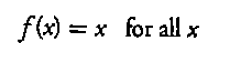 f(x) = x for all x